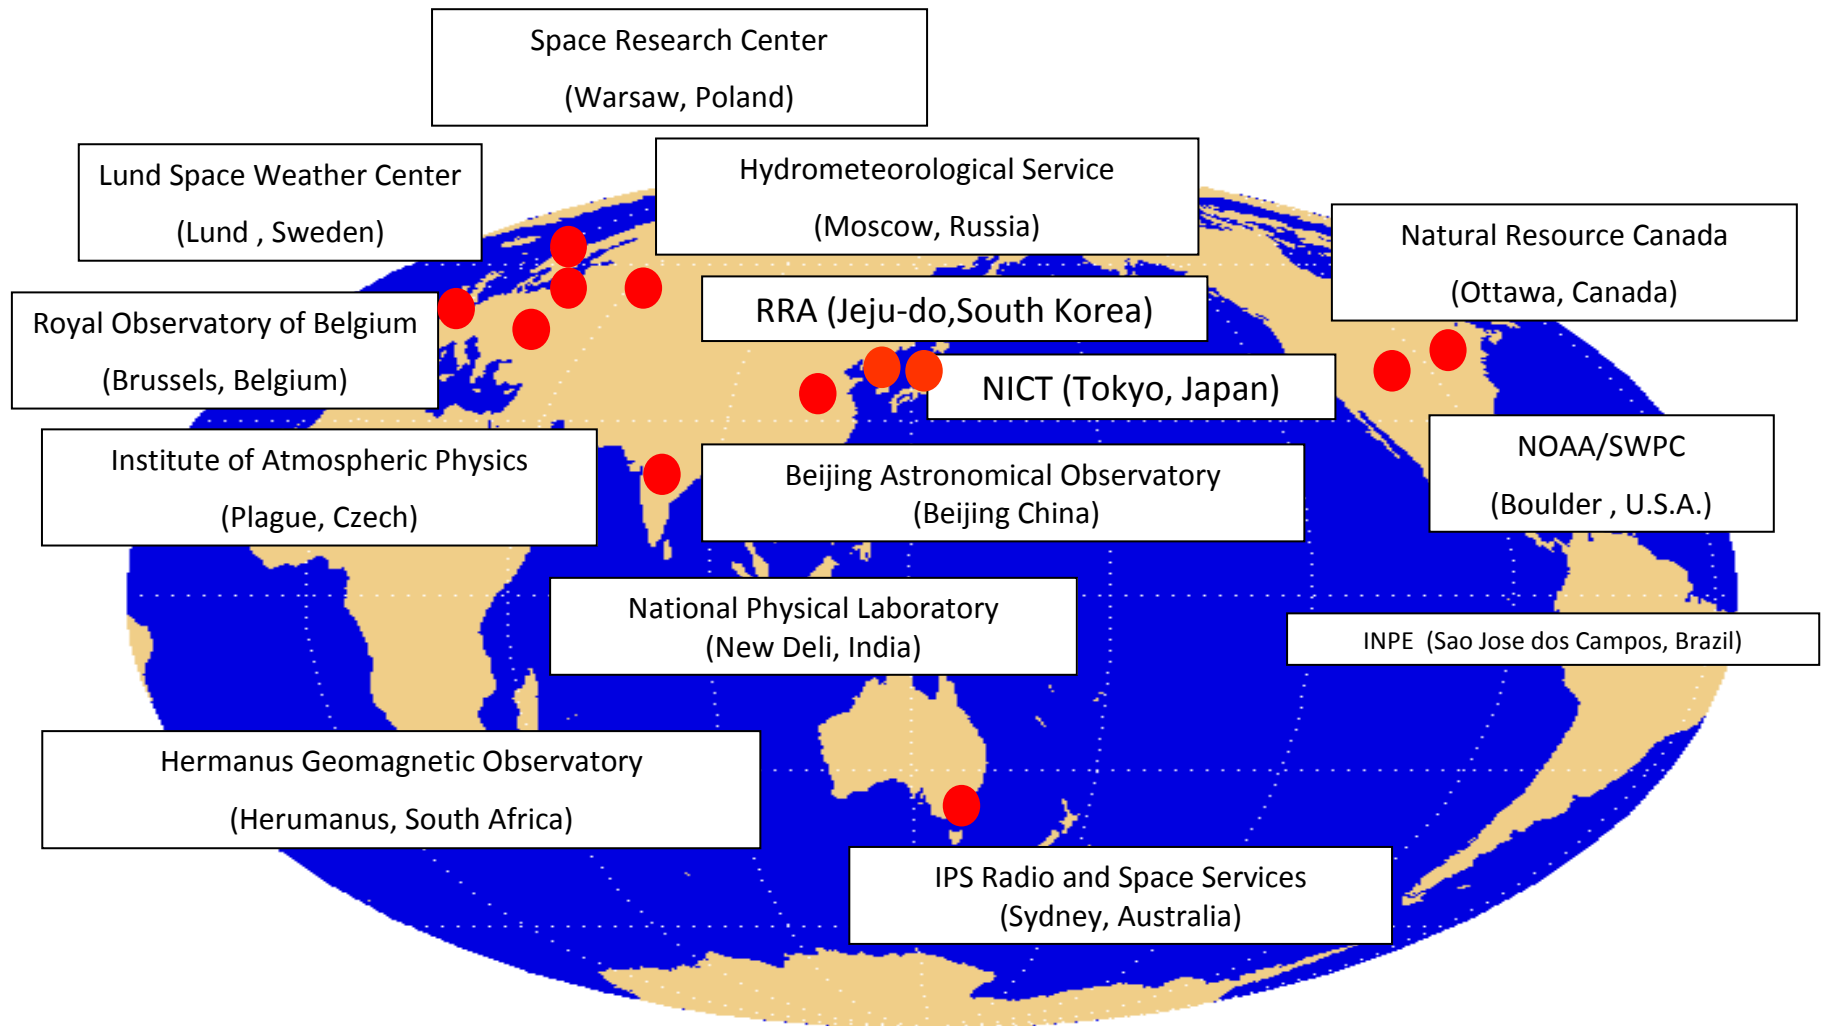 Space Research Center
(Warsaw, Poland)
Lund Space Weather Center
(Lund , Sweden)
Hydrometeorological Service
(Moscow, Russia)
Natural Resource Canada
(Ottawa, Canada)
Royal Observatory of Belgium
(Brussels, Belgium)
RRA (Jeju-do,South Korea)
NICT (Tokyo, Japan)
Institute of Atmospheric Physics
(Plague, Czech)
Beijing Astronomical Observatory
(Beijing China)
NOAA/SWPC
(Boulder , U.S.A.)
National Physical Laboratory
(New Deli, India)
INPE (Sao Jose dos Campos, Brazil)
Hermanus Geomagnetic Observatory
(Herumanus, South Africa)
IPS Radio and Space Services
(Sydney, Australia)